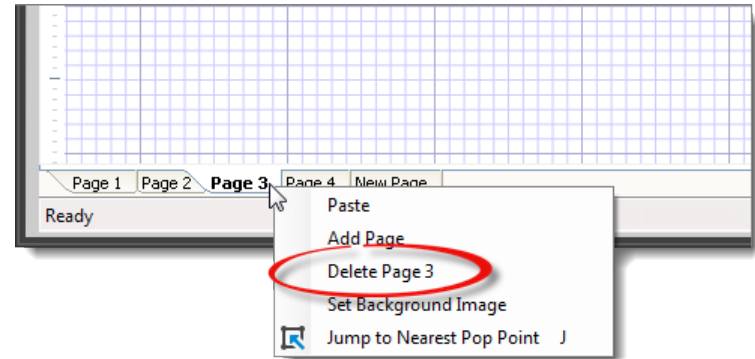 Page 1 Page 2 Page 3 Page 4 New Page
Ready
Paste
Add Page
Delete Page 3
Set Background Image
Jump to Nearest Pop Point J